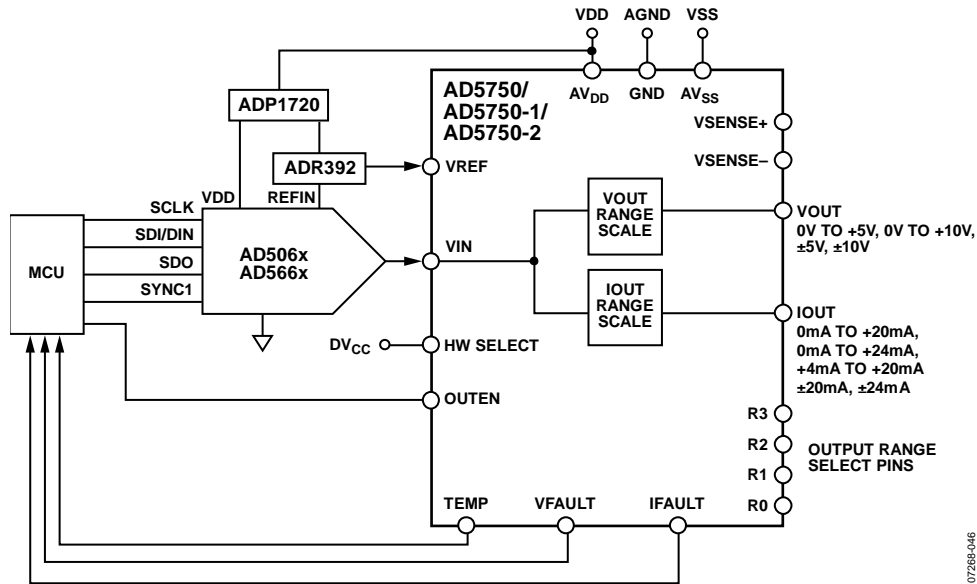 VDD AGND VSS
AD5750/
AD5750-1/
AD5750-2
AVDD GND AVSS
ADP1720
VSENSE+
VSENSE–
ADR392
VREF
VDD REFIN
SCLK
SDI/DIN
SDO
SYNC1
MCU
AD506x
AD566x
VIN
VOUT
RANGE
SCALE
VOUT
0V TO +5V, 0V TO +10V,
±5V, ±10V
IOUT
RANGE
SCALE
IOUT
0mA TO +20mA,
0mA TO +24mA,
+4mA TO +20mA
±20mA, ±24mA
DVCC
HW SELECT
OUTEN
R3
R2
R1
R0
OUTPUT RANGE
SELECT PINS
TEMP VFAULT IFAULT
07268-046